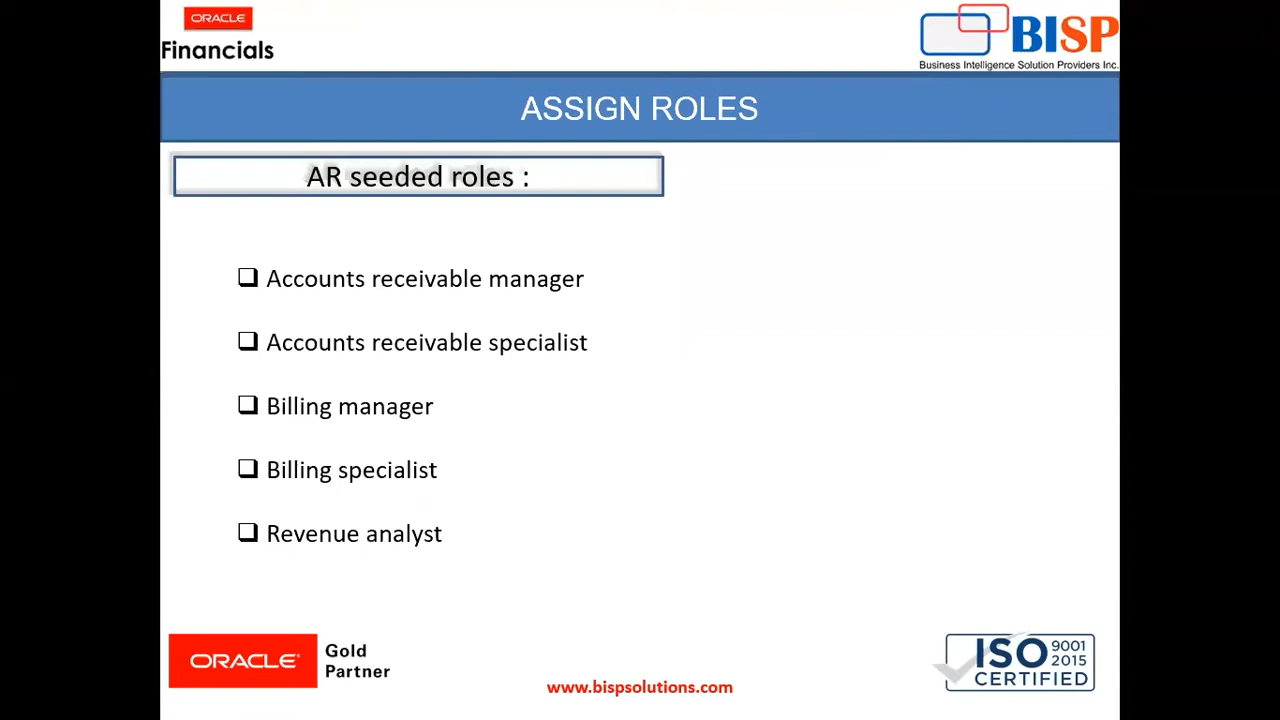 ORACLE
Financials
BISP
Business Intelligence Solution Providers Inc.
ASSIGN ROLES
AR seeded roles :
Accounts receivable manager
Accounts receivable specialist
Billing manager
Billing specialist
Revenue analyst
ORACLE
Gold
Partner
www.bispsolutions.com
ISO 9001
2015
CERTIFIED